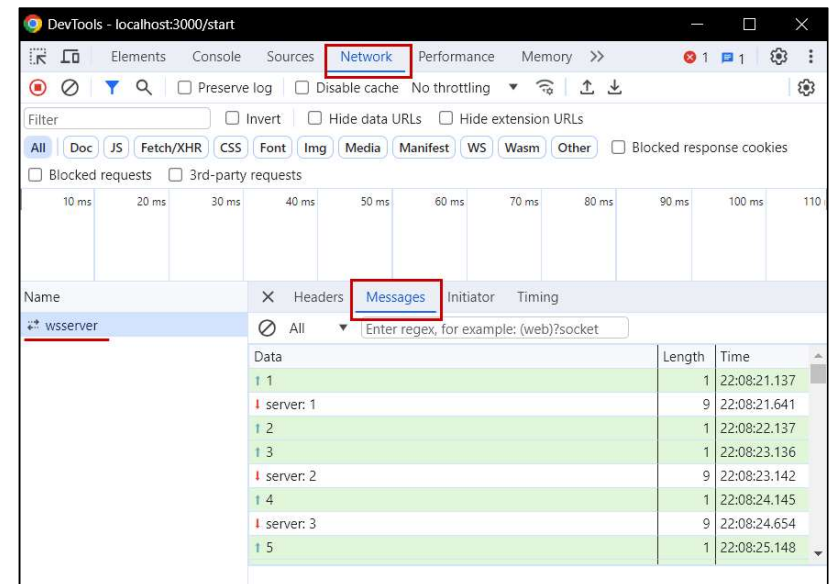 DevTools - localhost:3000/start
Elements Console Sources Network Performance Memory >> 1 1
Preserve log Disable cache No throttling
Filter Invert Hide data URLs Hide extension URLs
All Doc JS Fetch/XHR CSS Font Img Media Manifest WS Wasm Other Blocked response cookies
Blocked requests 3rd-party requests
10 ms 20 ms 30 ms 40 ms 50 ms 60 ms 70 ms 80 ms 90 ms 100 ms 110
Name Headers Messages Initiator Timing
wsserver All Enter regex, for example: (web)?socket
Data Length Time
↑ 1 1 22:08:21.137
↓ server: 1 9 22:08:21.641
↑ 2 1 22:08:22.137
↑ 3 1 22:08:23.136
↓ server: 2 9 22:08:23.142
↑ 4 1 22:08:24.145
↓ server: 3 9 22:08:24.654
↑ 5 1 22:08:25.148